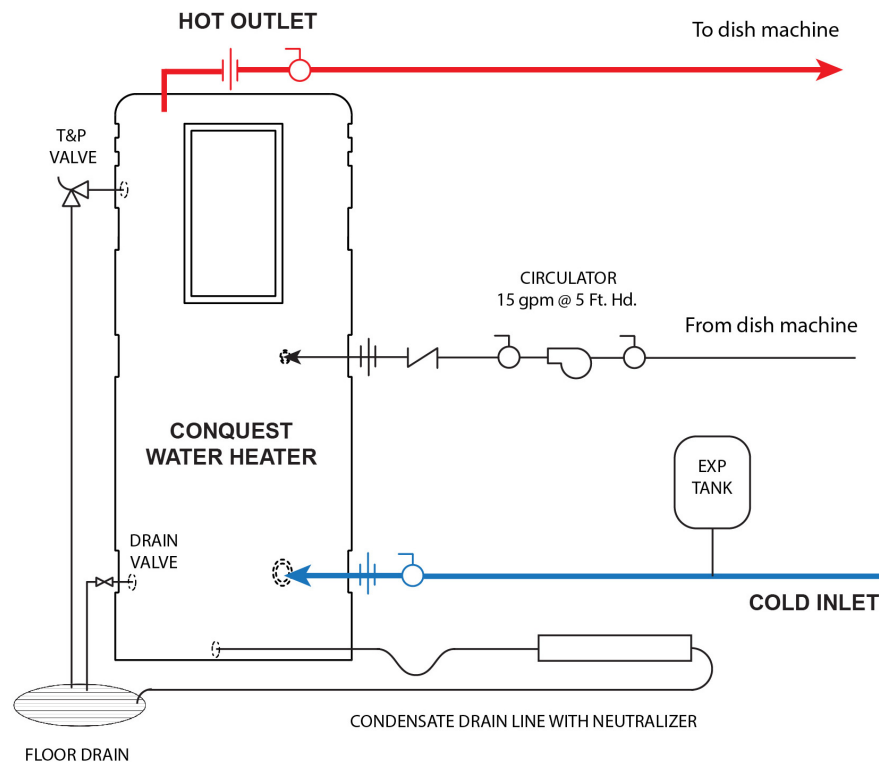 HOT OUTLET
To dish machine
T&P
VALVE
CIRCULATOR
15 gpm @ 5 Ft. Hd.
From dish machine
CONQUEST
WATER HEATER
EXP
TANK
DRAIN
VALVE
COLD INLET
CONDENSATE DRAIN LINE WITH NEUTRALIZER
FLOOR DRAIN